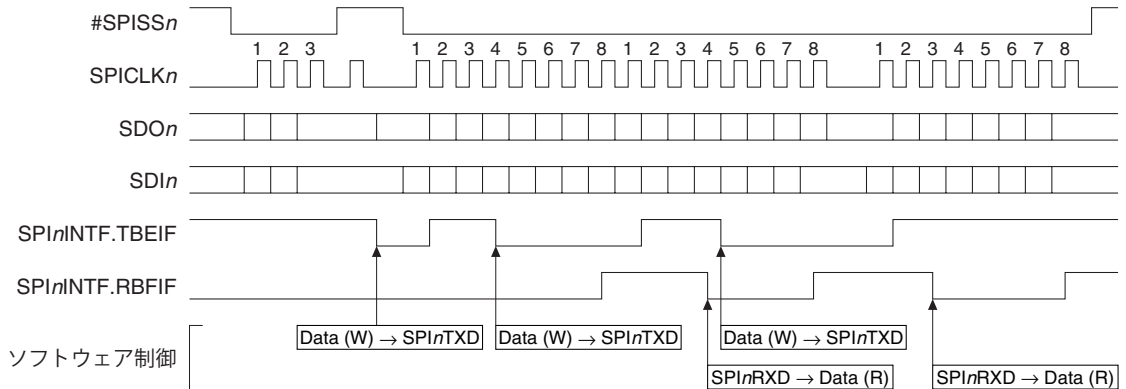 #SPISSn
1 2 3 1 2 3 4 5 6 7 8 1 2 3 4 5 6 7 8 1 2 3 4 5 6 7 8
SPICLKn
SDOn
SDIn
SPInINTF.TBEIF
SPInINTF.RBFIF
Data (W) → SPInTXD Data (W) → SPInTXD Data (W) → SPInTXD
ソフトウェア制御
SPInRXD → Data (R) SPInRXD → Data (R)